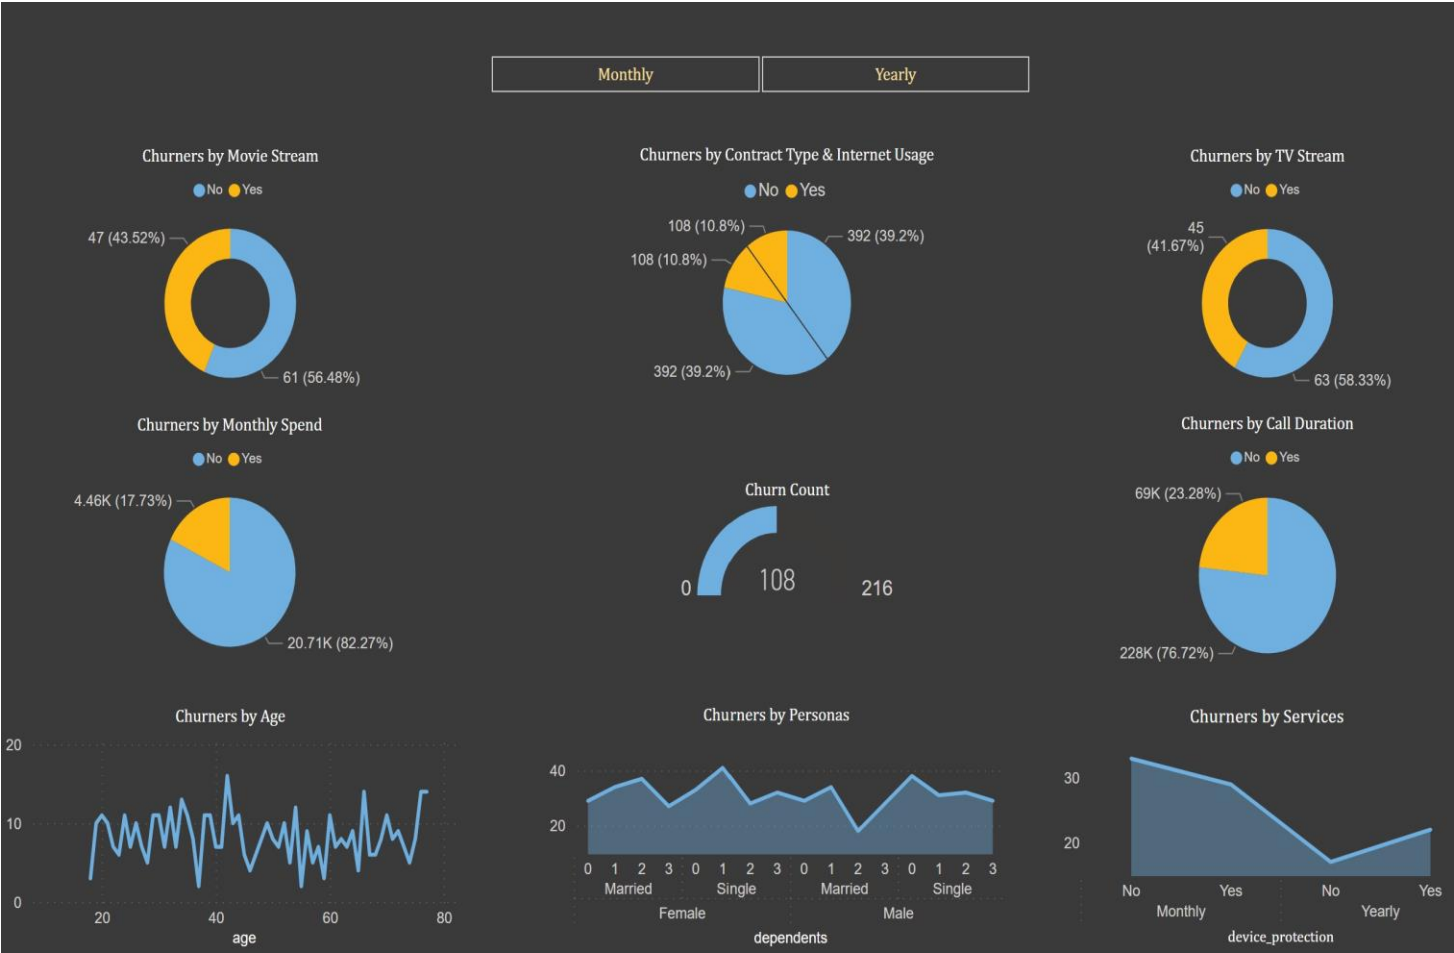 Monthly Yearly
Churners by Movie Stream
No Yes
47 (43.52%)
61 (56.48%)
Churners by Contract Type & Internet Usage
No Yes
108 (10.8%)
392 (39.2%)
108 (10.8%)
392 (39.2%)
Churners by TV Stream
No Yes
45
(41.67%)
63 (58.33%)
Churners by Monthly Spend
No Yes
4.46K (17.73%)
20.71K (82.27%)
Churn Count
0 108 216
Churners by Call Duration
No Yes
69K (23.28%)
228K (76.72%)
Churners by Age
20
10
0
20 40 60 80
age
Churners by Personas
40
20
0 1 2 3 0 1 2 3 0 1 2 3 0 1 2 3
Married Single Married Single
Female Male
dependents
Churners by Services
30
20
No Yes No Yes
Monthly Yearly
device_protection